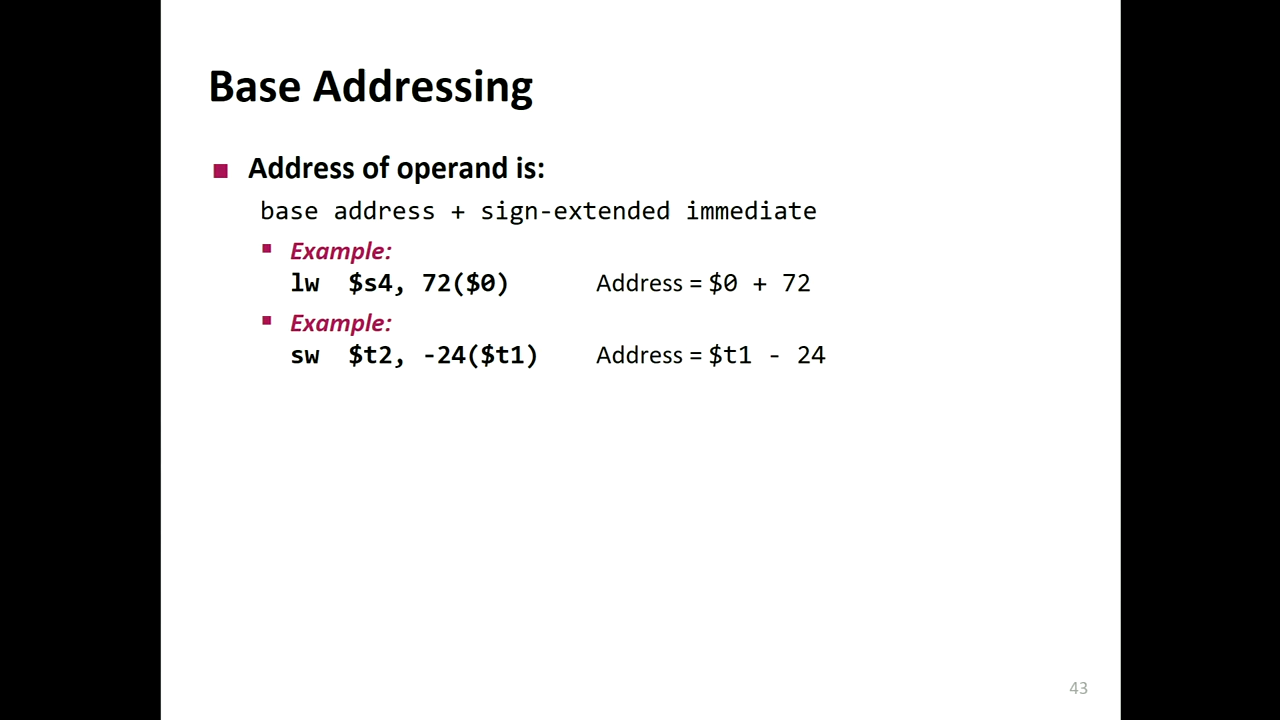 Base Addressing
Address of operand is:
base address + sign-extended immediate
Example:
lw $s4, 72($0) Address = $0 + 72
Example:
sw $t2, -24($t1) Address = $t1 - 24
43